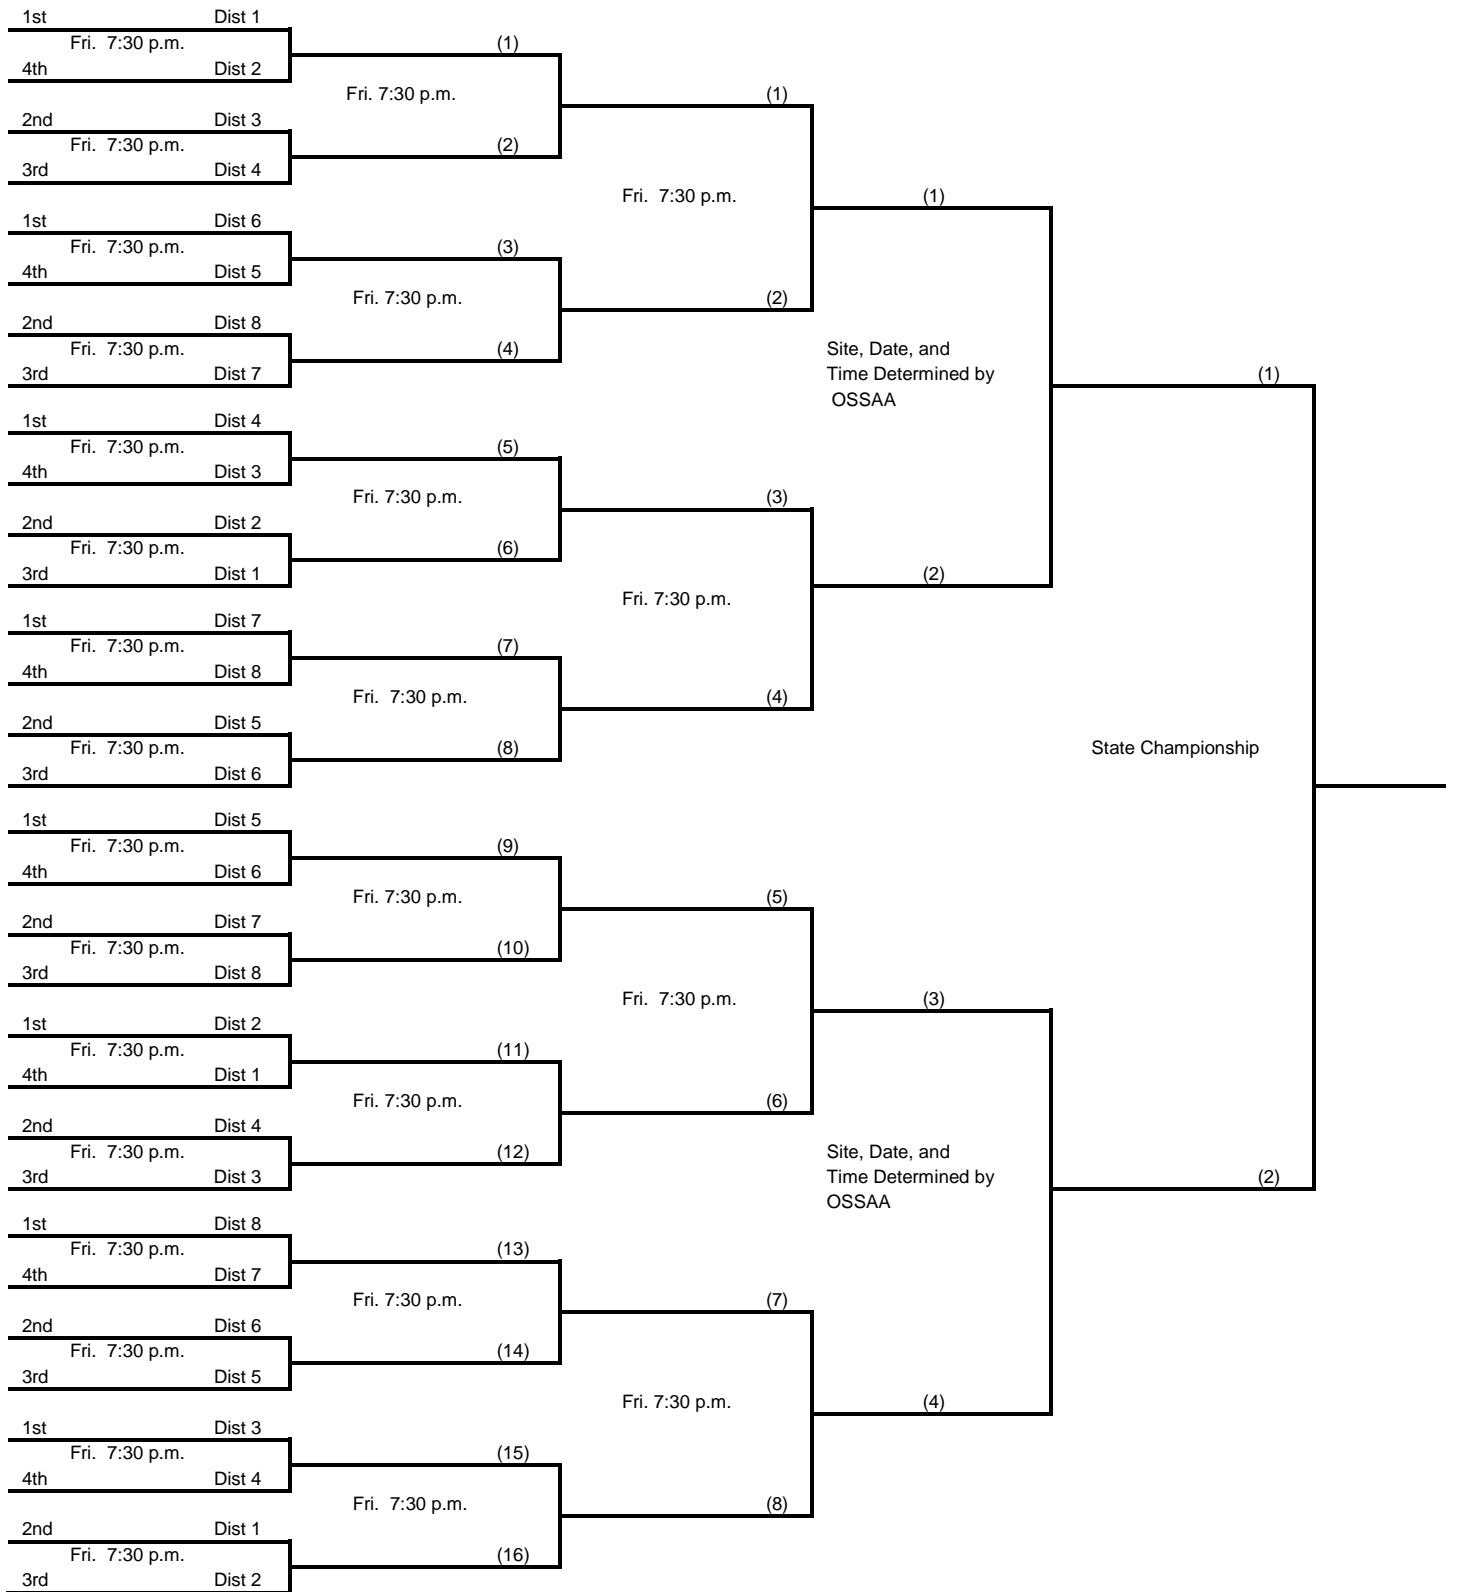 1st Dist 1
Fri. 7:30 p.m. (1)
4th Dist 2
Fri. 7:30 p.m. (1)
2nd Dist 3
Fri. 7:30 p.m. (2)
3rd Dist 4
Fri. 7:30 p.m. (1)
1st Dist 6
Fri. 7:30 p.m. (3)
4th Dist 5
Fri. 7:30 p.m. (2)
2nd Dist 8
Fri. 7:30 p.m. (4) Site, Date, and
3rd Dist 7 Time Determined by (1)
OSSAA
1st Dist 4
Fri. 7:30 p.m. (5)
4th Dist 3
Fri. 7:30 p.m. (3)
2nd Dist 2
Fri. 7:30 p.m. (6)
3rd Dist 1 (2)
Fri. 7:30 p.m.
1st Dist 7
Fri. 7:30 p.m. (7)
4th Dist 8
Fri. 7:30 p.m. (4)
2nd Dist 5
Fri. 7:30 p.m. (8) State Championship
3rd Dist 6
1st Dist 5
Fri. 7:30 p.m. (9)
4th Dist 6
Fri. 7:30 p.m. (5)
2nd Dist 7
Fri. 7:30 p.m. (10)
3rd Dist 8
Fri. 7:30 p.m. (3)
1st Dist 2
Fri. 7:30 p.m. (11)
4th Dist 1
Fri. 7:30 p.m. (6)
2nd Dist 4
Fri. 7:30 p.m. (12) Site, Date, and
3rd Dist 3 Time Determined by (2)
OSSAA
1st Dist 8
Fri. 7:30 p.m. (13)
4th Dist 7
Fri. 7:30 p.m. (7)
2nd Dist 6
Fri. 7:30 p.m. (14)
3rd Dist 5
Fri. 7:30 p.m. (4)
1st Dist 3
Fri. 7:30 p.m. (15)
4th Dist 4
Fri. 7:30 p.m. (8)
2nd Dist 1
Fri. 7:30 p.m. (16)
3rd Dist 2